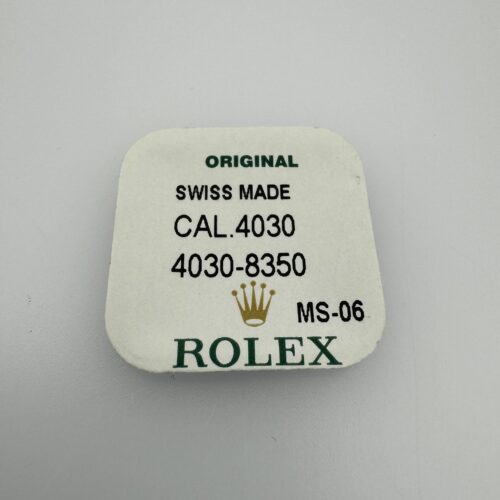 ORIGINAL
SWISS MADE
CAL.4030
4030-8350
MS-06
ROLEX